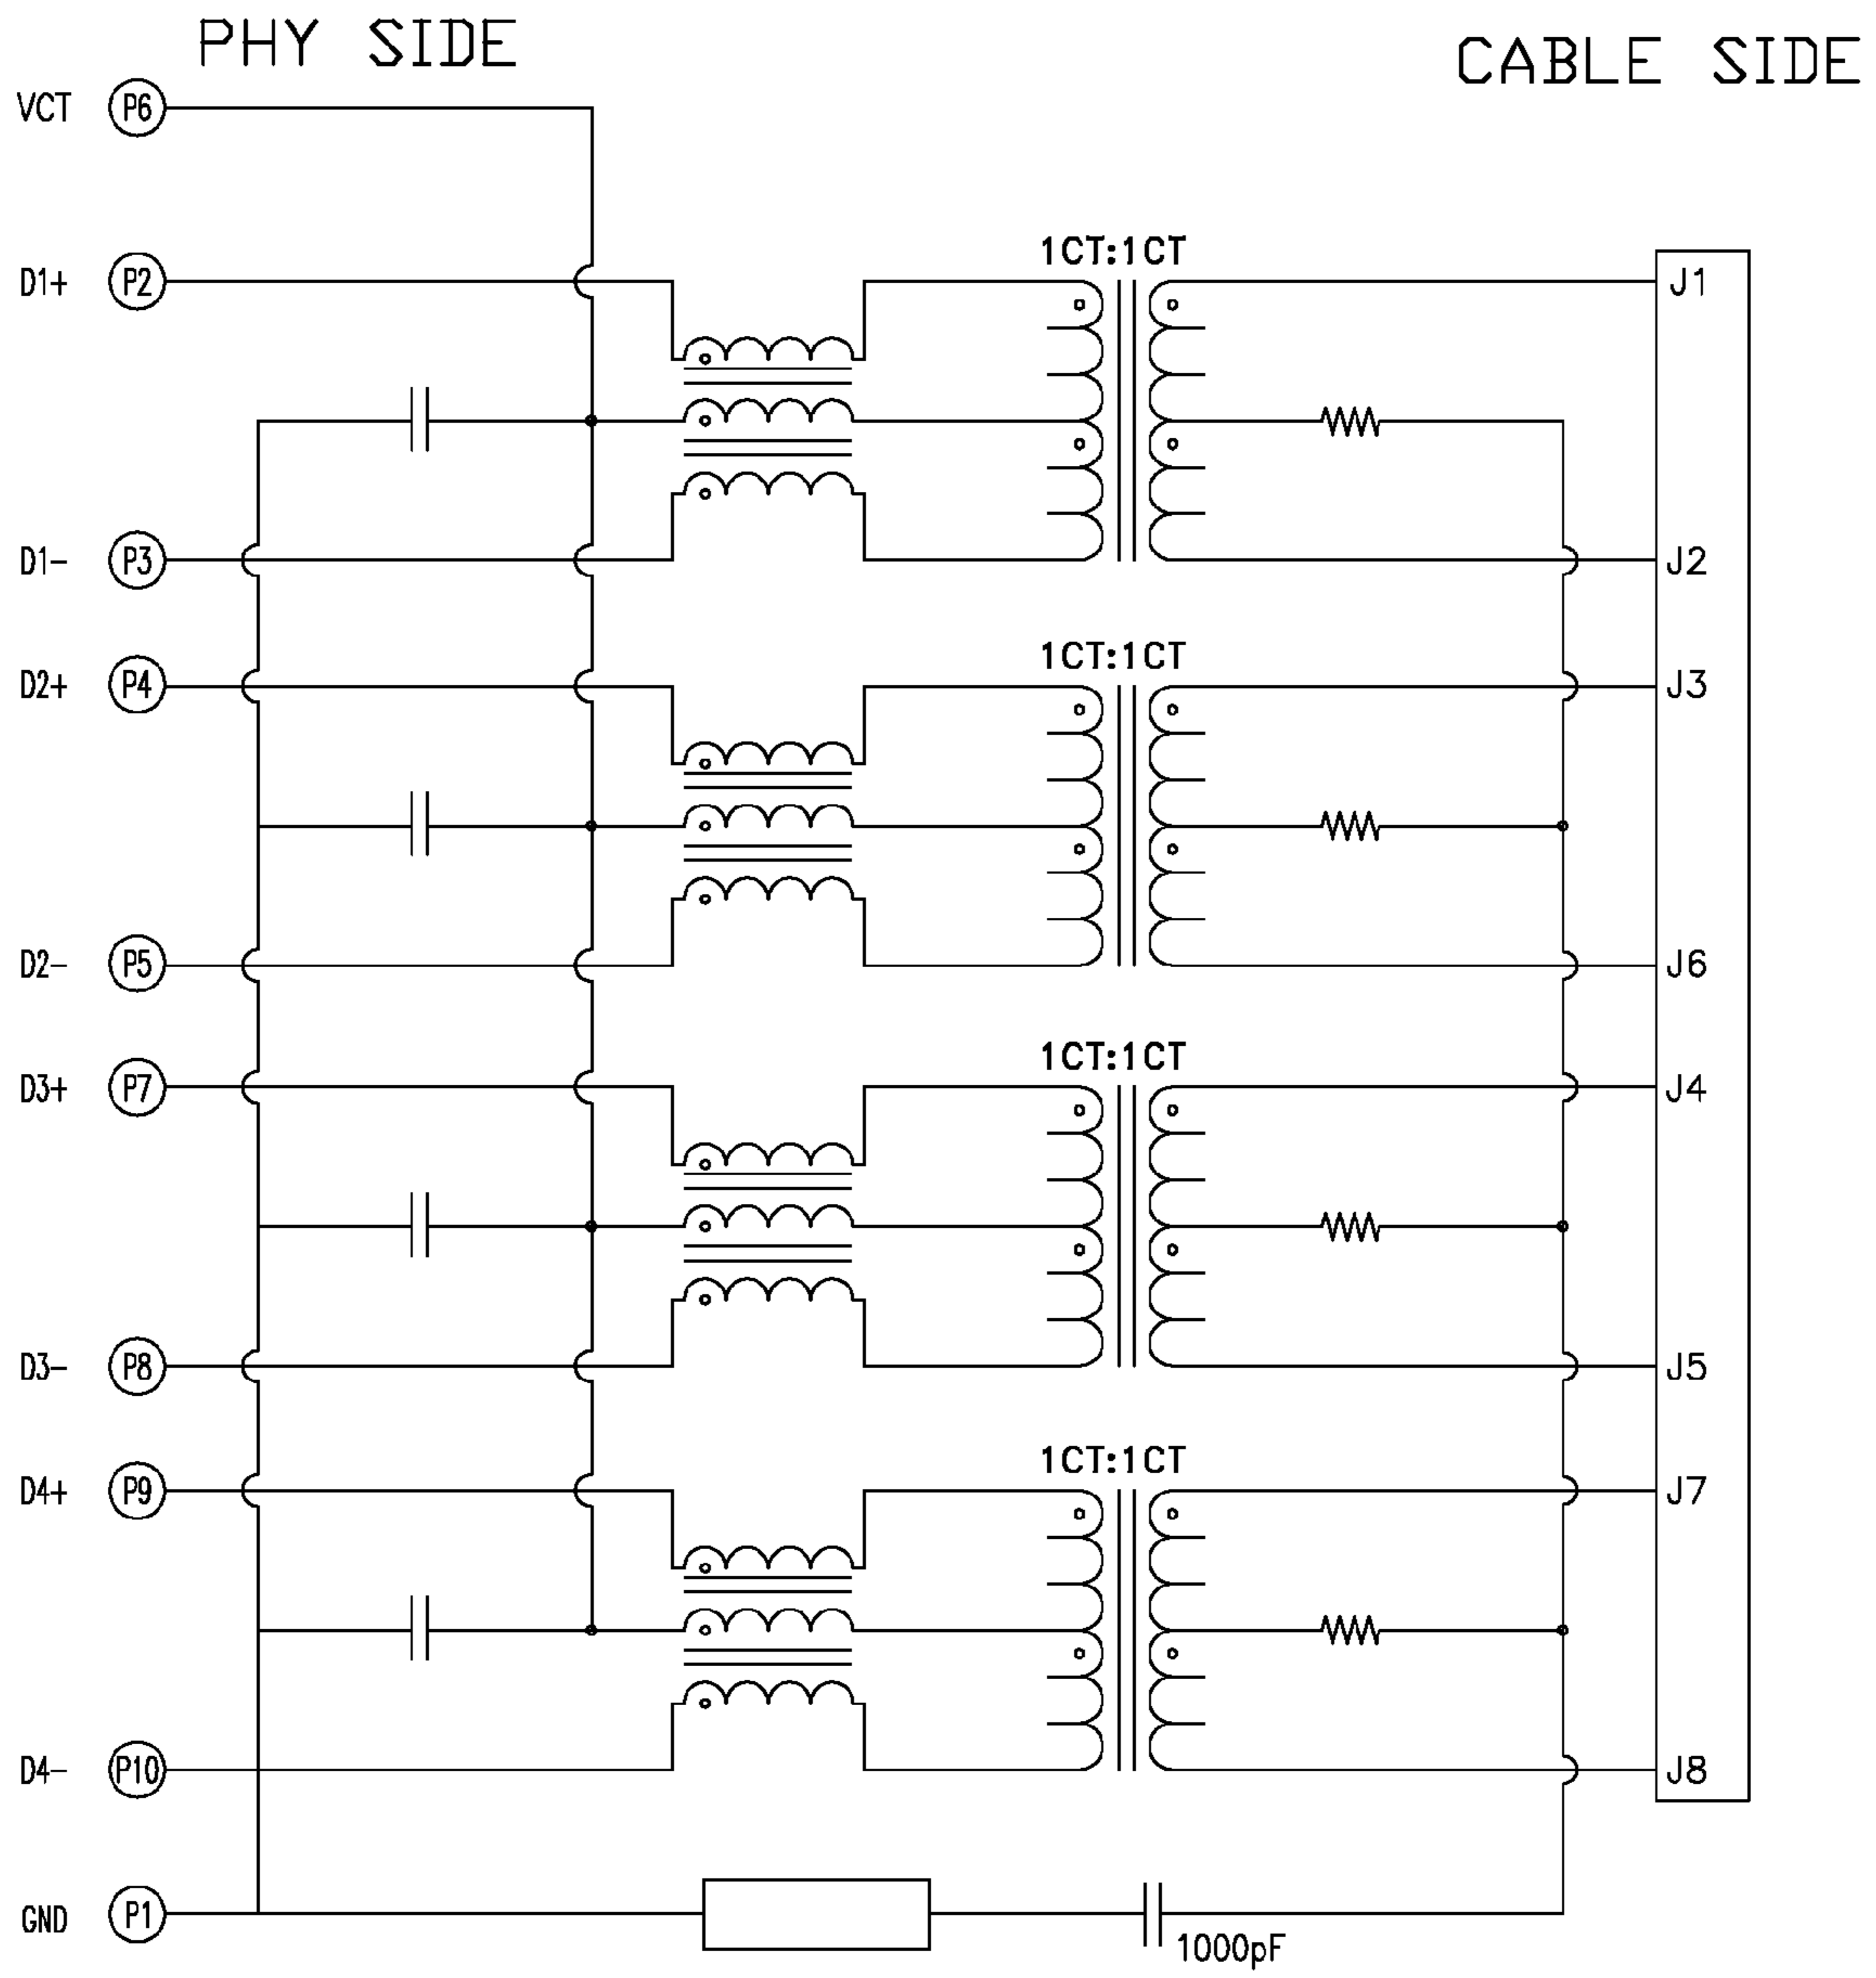 PHY SIDE
CABLE SIDE
VCT P6
1CT:1CT
D1+ P2 J1
D1- P3 J2
1CT:1CT
D2+ P4 J3
D2- P5 J6
1CT:1CT
D3+ P7 J4
D3- P8 J5
1CT:1CT
D4+ P9 J7
D4- P10 J8
GND P1
1000pF